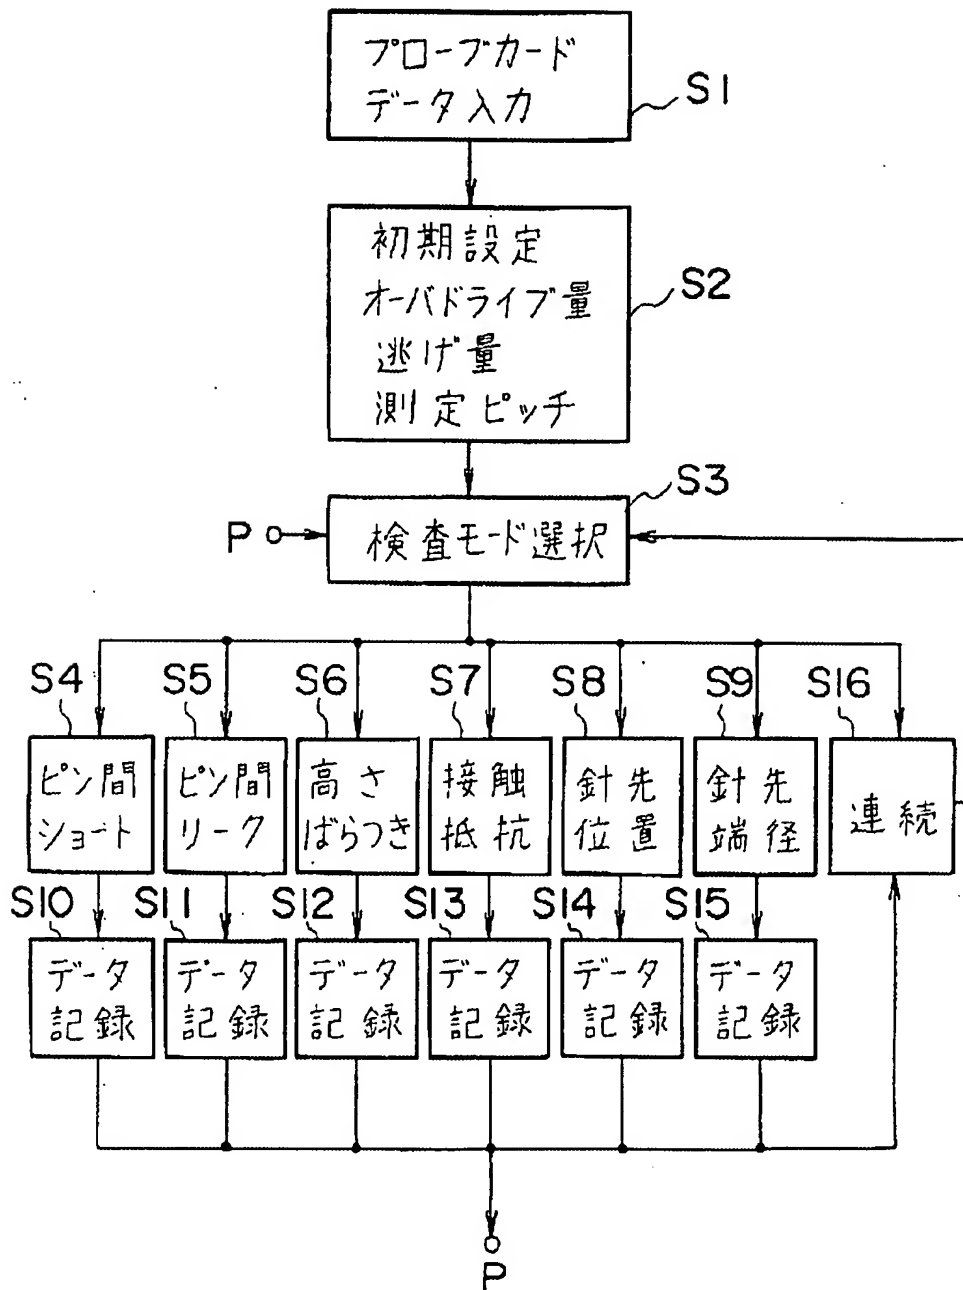 プローブカード
データ入力
S1
初期設定
オーバドライブ量
逃げ量
測定ピッチ
S2
S3
P
検査モード選択
S4
S5
S6
S7
S8
S9
S16
ピン間
ショート
ピン間
リーク
高さ
ばらつき
接触
抵抗
針先
位置
針先
端径
連続
S10
S11
S12
S13
S14
S15
データ
記録
データ
記録
データ
記録
データ
記録
データ
記録
データ
記録
P